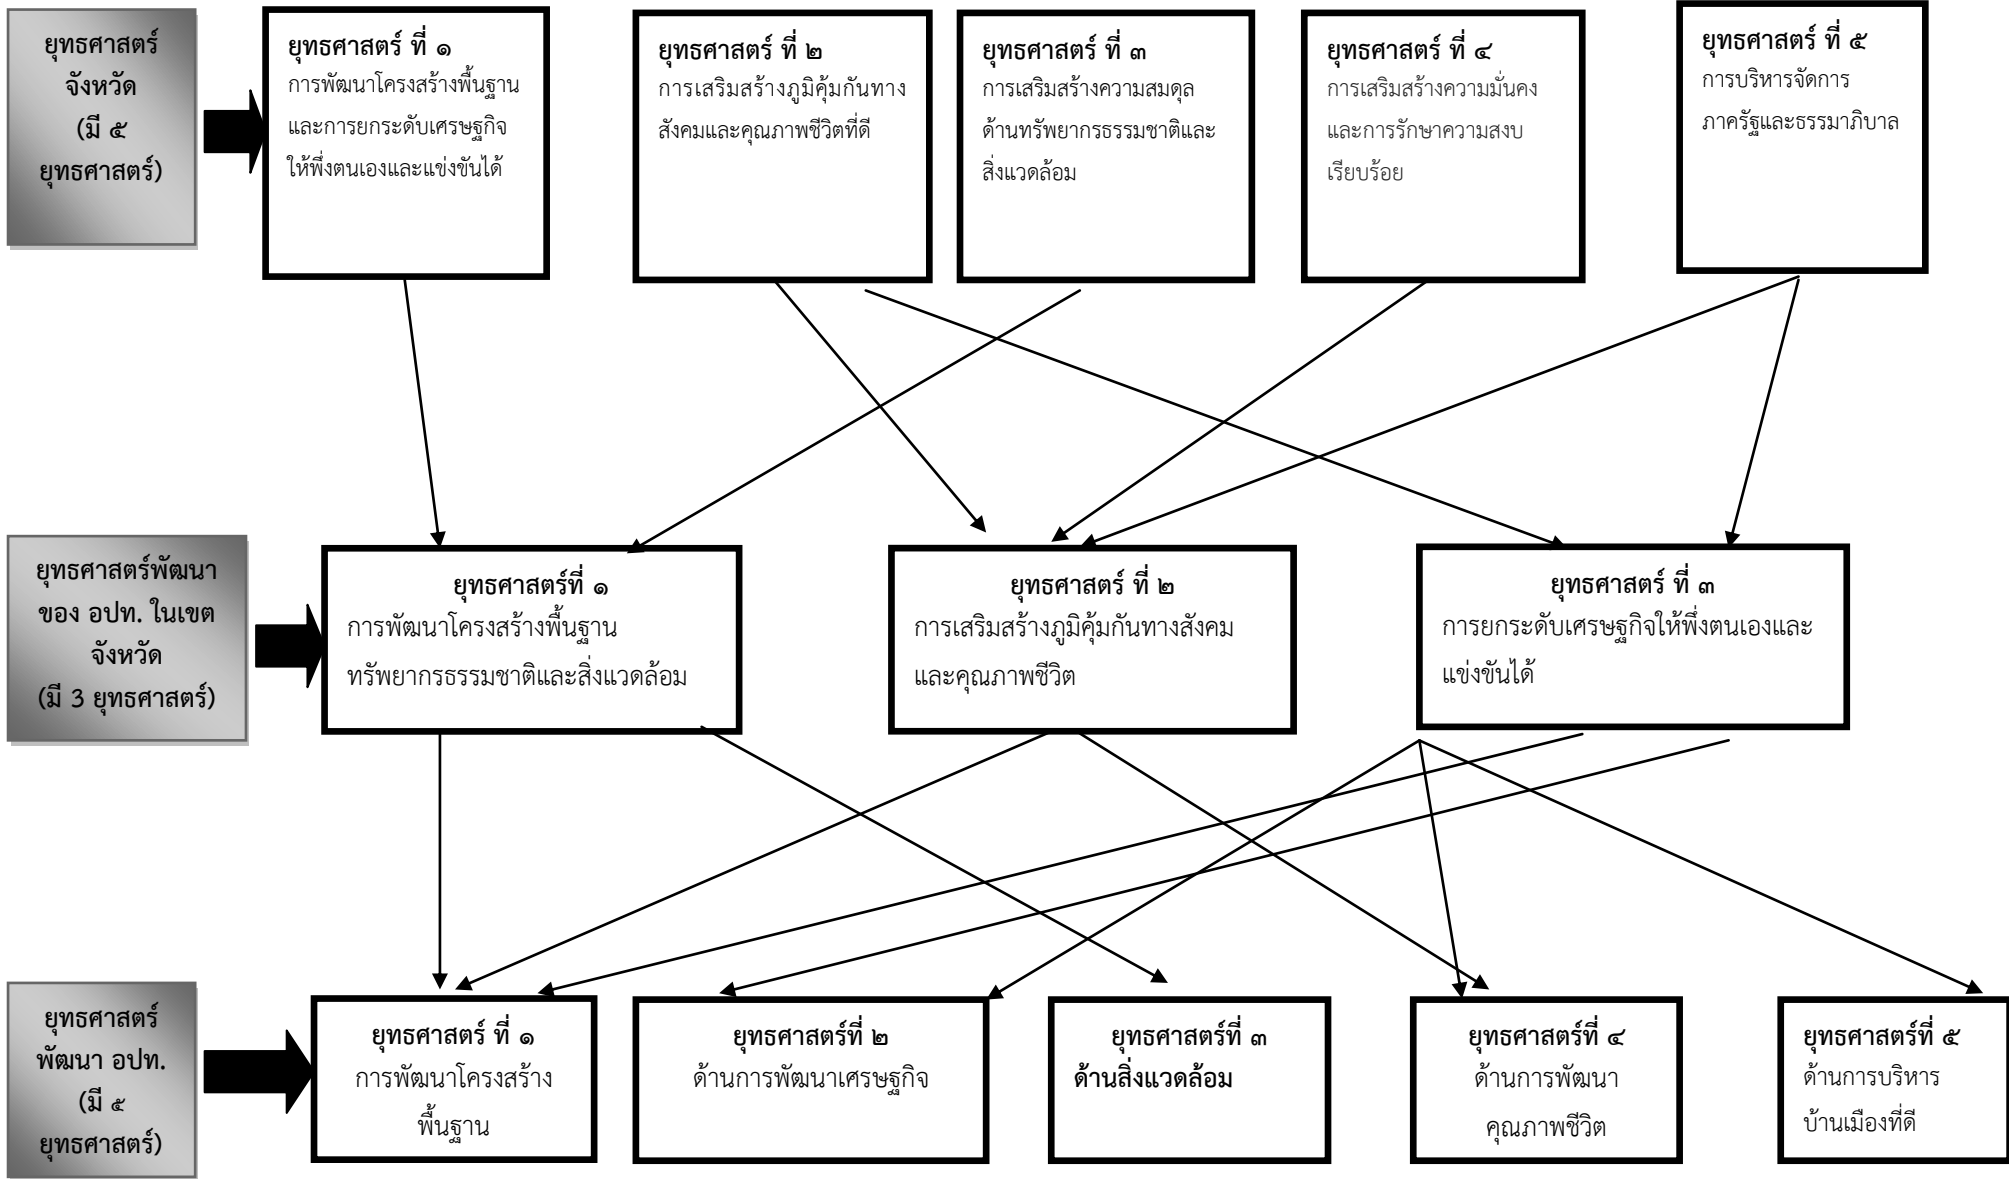 ยุทธศาสตร์
จังหวัด
(มี ๕
ยุทธศาสตร์)
ยุทธศาสตร์ ที่ ๑
การพัฒนาโครงสร้างพื้นฐาน
และการยกระดับเศรษฐกิจ
ให้พึ่งตนเองและแข่งขันได้
ยุทธศาสตร์ ที่ ๒
การเสริมสร้างภูมิคุ้มกันทาง
สังคมและคุณภาพชีวิตที่ดี
ยุทธศาสตร์ ที่ ๓
การเสริมสร้างความสมดุล
ด้านทรัพยากรธรรมชาติและ
สิ่งแวดล้อม
ยุทธศาสตร์ ที่ ๔
การเสริมสร้างความมั่นคง
และการรักษาความสงบ
เรียบร้อย
ยุทธศาสตร์ ที่ ๕
การบริหารจัดการ
ภาครัฐและธรรมาภิบาล
ยุทธศาสตร์พัฒนา
ของ อปท. ในเขต
จังหวัด
(มี 3 ยุทธศาสตร์)
ยุทธศาสตร์ที่ ๑
การพัฒนาโครงสร้างพื้นฐาน
ทรัพยากรธรรมชาติและสิ่งแวดล้อม
ยุทธศาสตร์ ที่ ๒
การเสริมสร้างภูมิคุ้มกันทางสังคม
และคุณภาพชีวิต
ยุทธศาสตร์ ที่ ๓
การยกระดับเศรษฐกิจให้พึ่งตนเองและ
แข่งขันได้
ยุทธศาสตร์
พัฒนา อปท.
(มี ๕
ยุทธศาสตร์)
ยุทธศาสตร์ ที่ ๑
การพัฒนาโครงสร้าง
พื้นฐาน
ยุทธศาสตร์ที่ ๒
ด้านการพัฒนาเศรษฐกิจ
ยุทธศาสตร์ที่ ๓
ด้านสิ่งแวดล้อม
ยุทธศาสตร์ที่ ๔
ด้านการพัฒนา
คุณภาพชีวิต
ยุทธศาสตร์ที่ ๕
ด้านการบริหาร
บ้านเมืองที่ดี